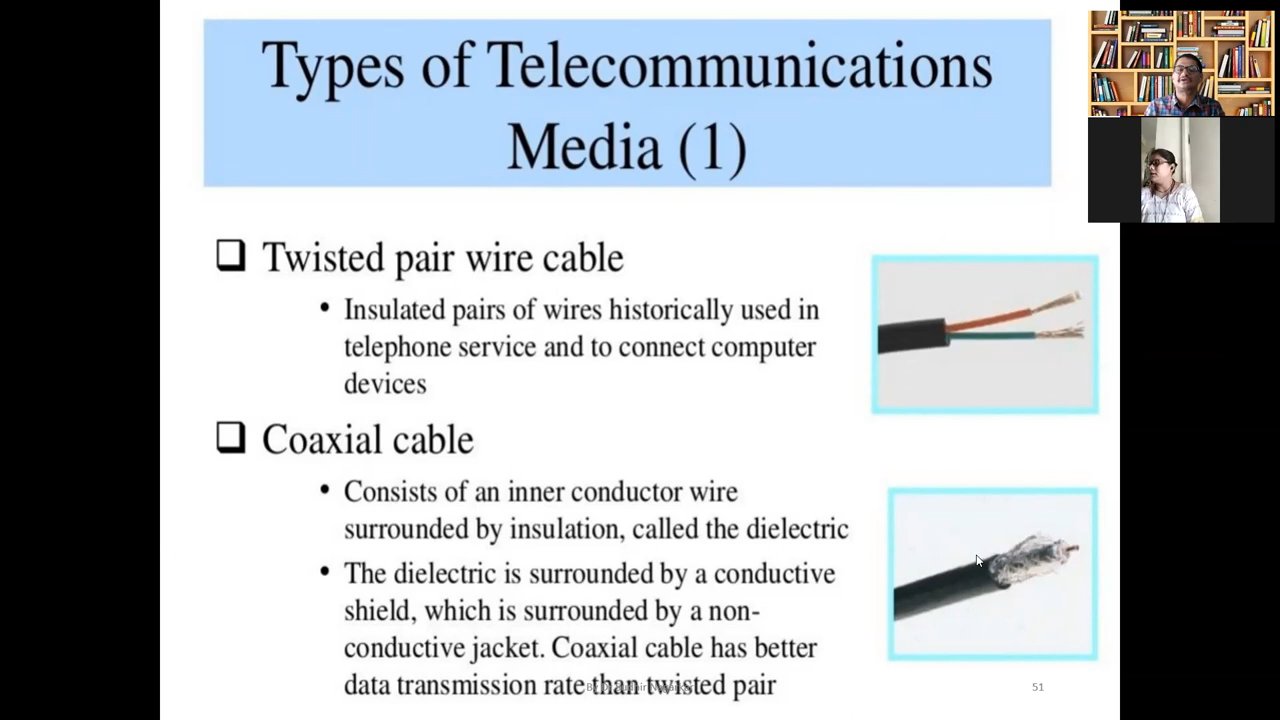 Types of Telecommunications
Media (1)
❑ Twisted pair wire cable
• Insulated pairs of wires historically used in
telephone service and to connect computer
devices
❑ Coaxial cable
• Consists of an inner conductor wire
surrounded by insulation, called the dielectric
• The dielectric is surrounded by a conductive
shield, which is surrounded by a non-
conductive jacket. Coaxial cable has better
data transmission rate than twisted pair
By
51